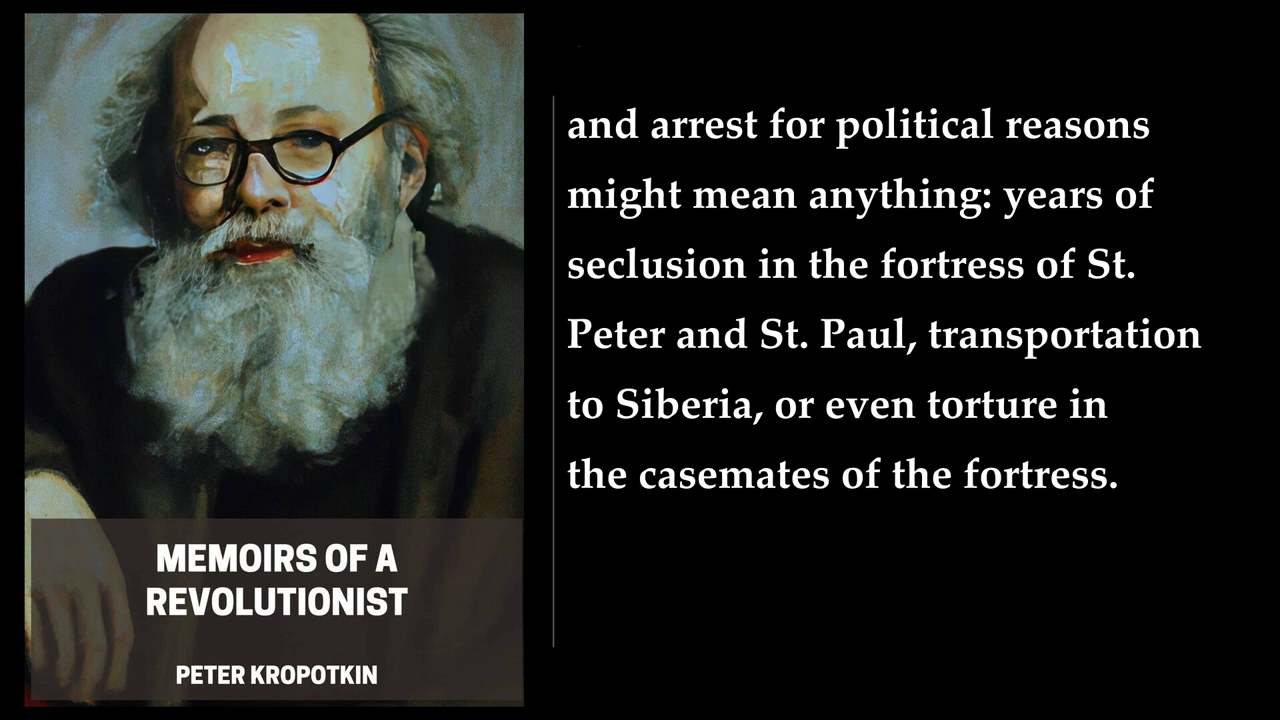 MEMOIRS OF A
REVOLUTIONIST
PETER KROPOTKIN
and arrest for political reasons
might mean anything: years of
seclusion in the fortress of St.
Peter and St. Paul, transportation
to Siberia, or even torture in
the casemates of the fortress.